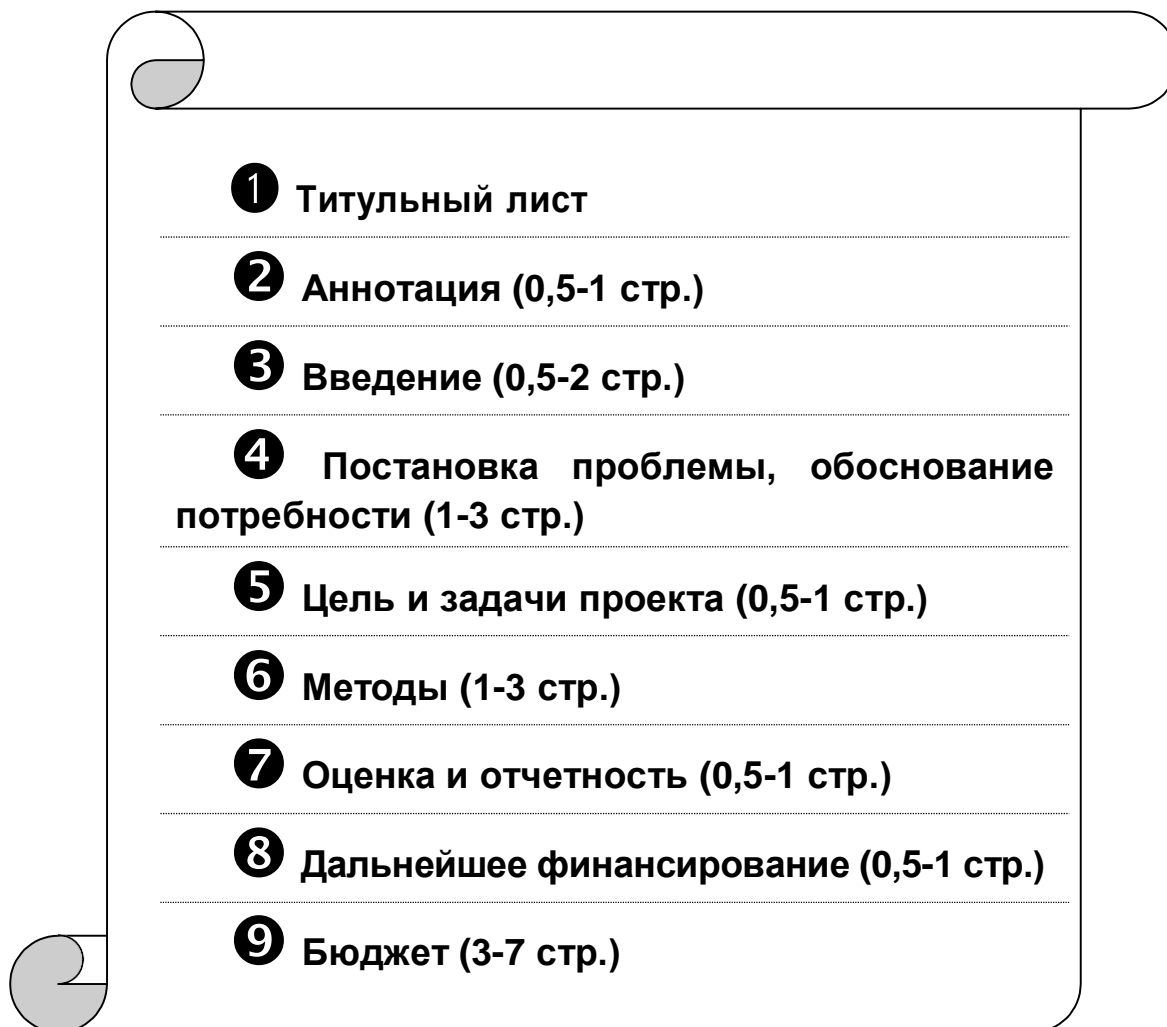 ❶ Титульный лист
❷ Аннотация (0,5-1 стр.)
❸ Введение (0,5-2 стр.)
❹ Постановка проблемы, обоснование
потребности (1-3 стр.)
❺ Цель и задачи проекта (0,5-1 стр.)
❻ Методы (1-3 стр.)
❼ Оценка и отчетность (0,5-1 стр.)
❽ Дальнейшее финансирование (0,5-1 стр.)
❾ Бюджет (3-7 стр.)